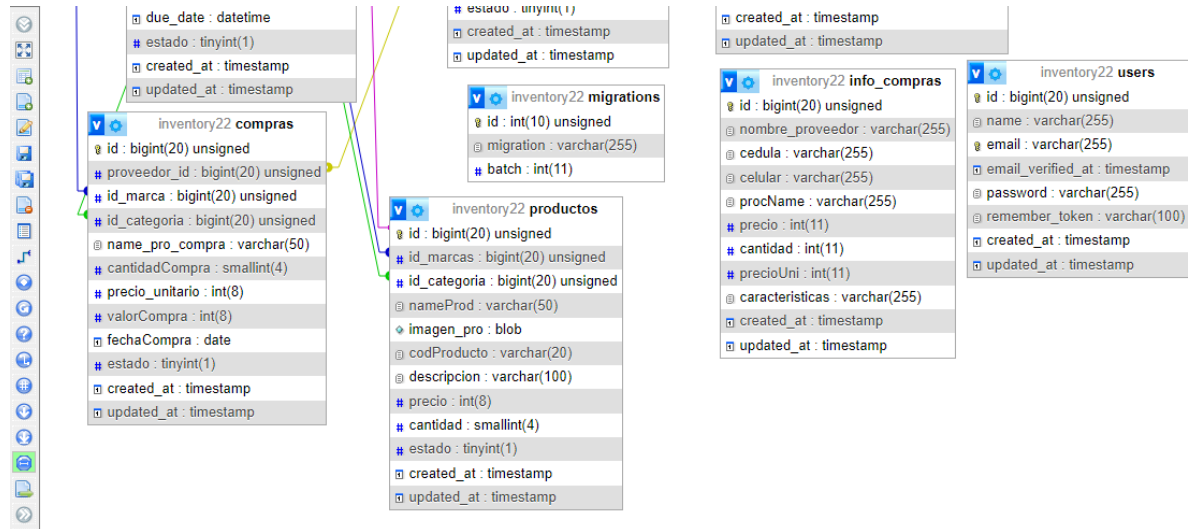 due_date : datetime
# estado : tinyint(1)
created_at : timestamp
updated_at : timestamp
# estado : tinyint(1)
created_at : timestamp
updated_at : timestamp
created_at : timestamp
updated_at : timestamp
v inventory22 compras
id : bigint(20) unsigned
# proveedor_id : bigint(20) unsigned
# id_marca : bigint(20) unsigned
# id_categoria : bigint(20) unsigned
name_pro_compra : varchar(50)
# cantidadCompra : smallint(4)
# precio_unitario : int(8)
# valorCompra : int(8)
fechaCompra : date
# estado : tinyint(1)
created_at : timestamp
updated_at : timestamp
v inventory22 migrations
id : int(10) unsigned
migration : varchar(255)
# batch : int(11)
v inventory22 productos
id : bigint(20) unsigned
# id_marcas : bigint(20) unsigned
# id_categoria : bigint(20) unsigned
nameProd : varchar(50)
imagen_pro : blob
codProducto : varchar(20)
descripcion : varchar(100)
# precio : int(8)
# cantidad : smallint(4)
# estado : tinyint(1)
created_at : timestamp
updated_at : timestamp
v inventory22 info_compras
id : bigint(20) unsigned
nombre_proveedor : varchar(255)
cedula : varchar(255)
celular : varchar(255)
procName : varchar(255)
# precio : int(11)
# cantidad : int(11)
# precioUni : int(11)
caracteristicas : varchar(255)
created_at : timestamp
updated_at : timestamp
v inventory22 users
id : bigint(20) unsigned
name : varchar(255)
email : varchar(255)
email_verified_at : timestamp
password : varchar(255)
remember_token : varchar(100)
created_at : timestamp
updated_at : timestamp